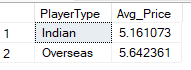 PlayerType Avg_Price
1 Indian 5.161073
2 Overseas 5.642361